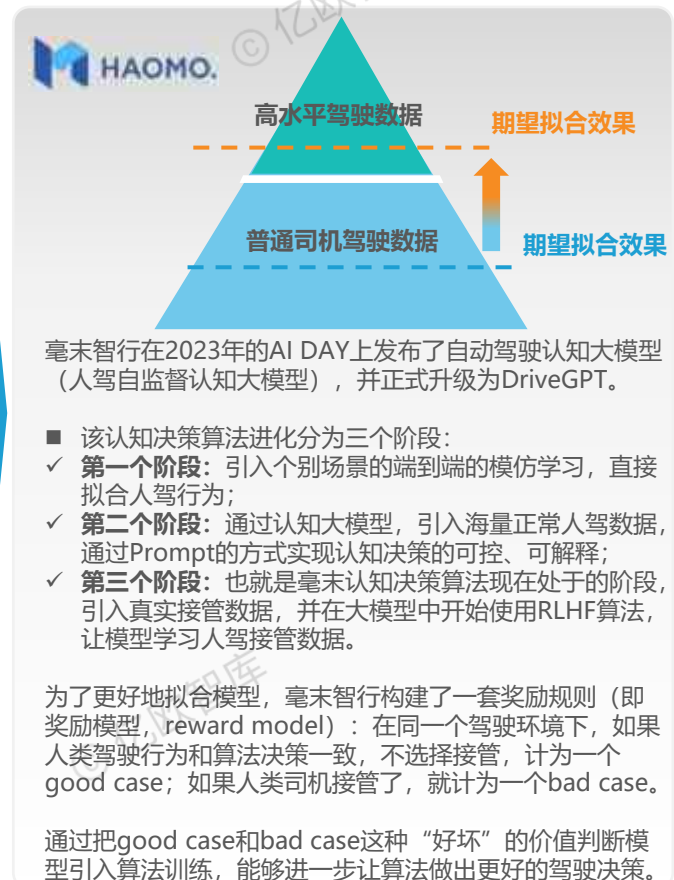 © 亿欧
HAOMO.
高水平驾驶数据
期望拟合效果
普通司机驾驶数据
期望拟合效果
毫末智行在2023年的AI DAY上发布了自动驾驶认知大模型
（人驾自监督认知大模型），并正式升级为DriveGPT。
■ 该认知决策算法进化分为三个阶段：
✓ 第一个阶段：引入个别场景的端到端的模仿学习，直接
拟合人驾行为；
✓ 第二个阶段：通过认知大模型，引入海量正常人驾数据，
通过Prompt的方式实现认知决策的可控、可解释；
✓ 第三个阶段：也就是毫末认知决策算法现在处于的阶段，
引入真实接管数据，并在大模型中开始使用RLHF算法，
让模型学习人驾接管数据。
为了更好地拟合模型，毫末智行构建了一套奖励规则（即
奖励模型，reward model）：在同一个驾驶环境下，如果
人类驾驶行为和算法决策一致，不选择接管，计为一个
good case；如果人类司机接管了，就计为一个bad case。
通过把good case和bad case这种“好坏”的价值判断模
型引入算法训练，能够进一步让算法做出更好的驾驶决策。
© 亿欧智库